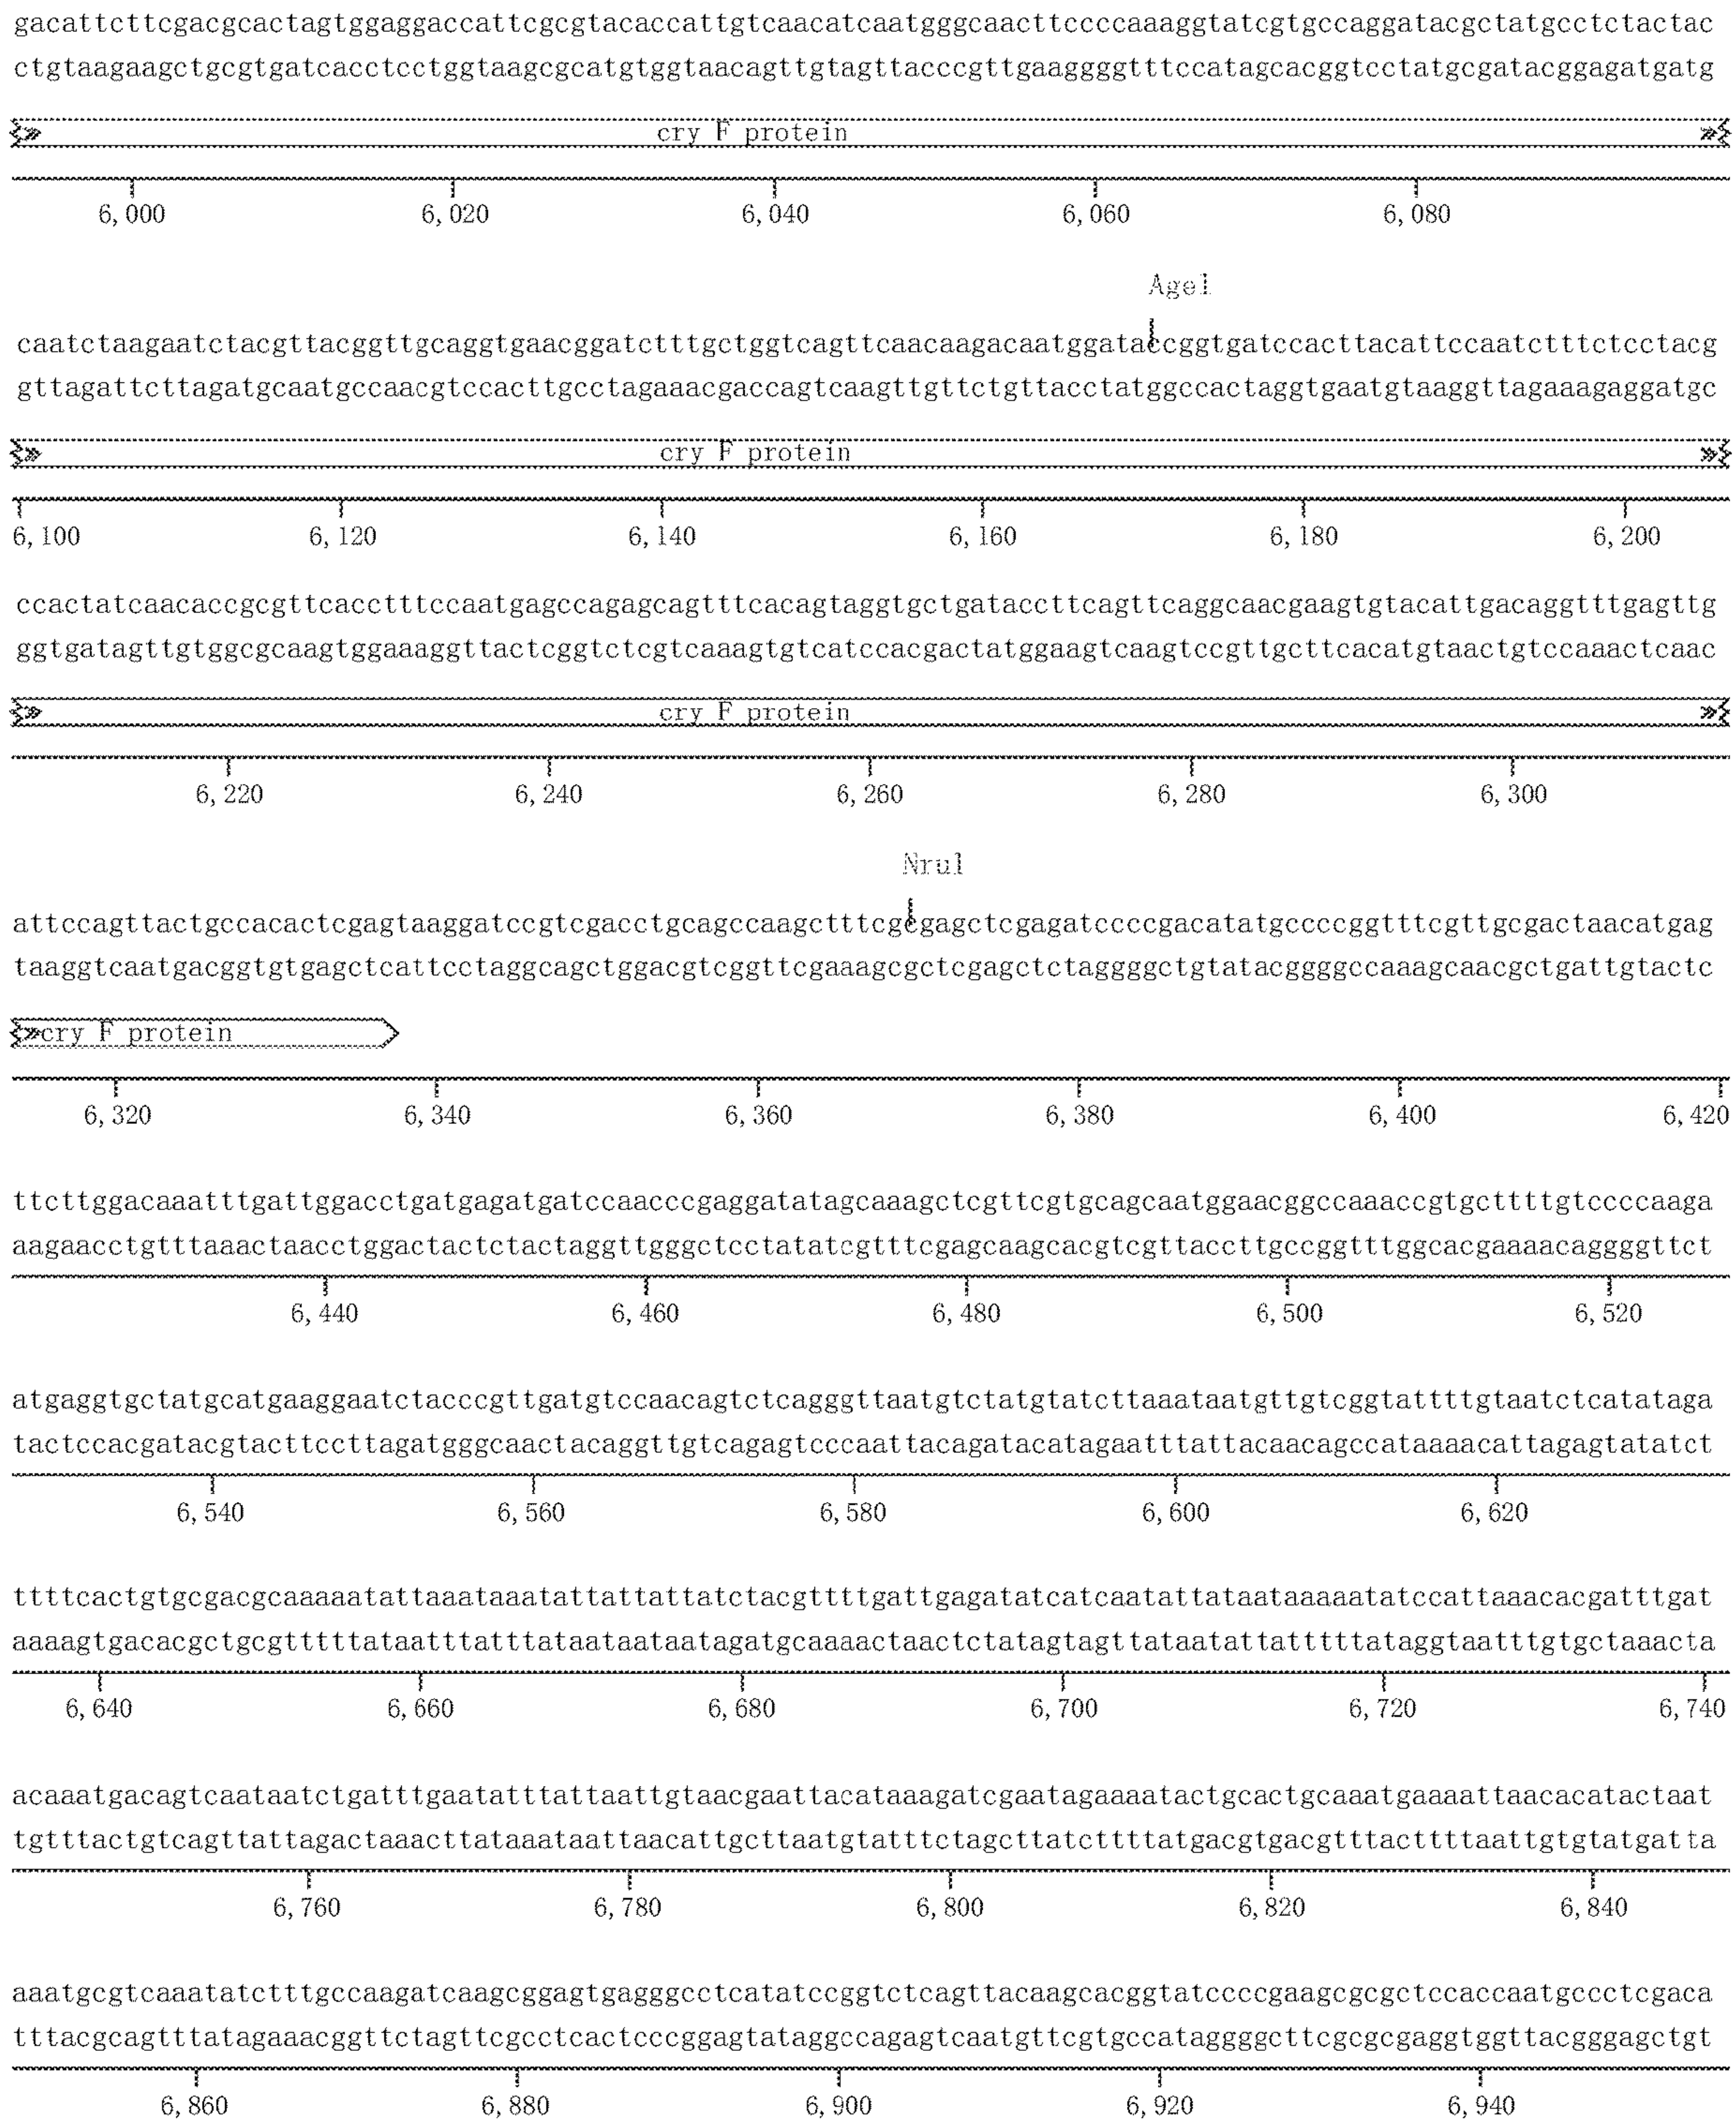 gacattcttcgacgcactagtggaggaccattcgcgtacaccattgtcaacatcaatgggcaacttccccaaaggtatcgtgccaggatacgctatgcctctactac
ctgtaagaagctgcgtgatcacctcctggtaagcgcatgtggtaacagttgtagttacccgttgaaggggtttccatagcacggtcctatgcgatacggagatgatg
cry F protein
6,000 6,020 6,040 6,060 6,080
AgeI
caatctaagaatctacgttacggttgcaggtgaacggatctttgctggtcagttcaacaagacaatggataccggtgatccacttacattccaatctttctcctacg
gttagattcttagatgcaatgccaacgtccacttgcctagaaacgaccagtcaagttgttctgttacctatggccactaggtgaatgtaaggttagaaagaggatgc
cry F protein
6,100 6,120 6,140 6,160 6,180 6,200
ccactatcaacaccgcgttcacctttccaatgagccagagcagtttcacagtaggtgctgataccttcagttcaggcaacgaagtgtacattgacaggtttgagttg
ggtgatagttgtggcgcaagtggaaaggttactcggtctcgtcaaagtgtcatccacgactatggaagtcaagtccgttgcttcacatgtaactgtccaaactcaac
cry F protein
6,220 6,240 6,260 6,280 6,300
NruI
attccagttactgccacactcgagtaaggatccgtcgacctgcagccaagctttcgcgagctcgagatccccgacatatgccccggtttcgttgcgactaacatgag
taaggtcaatgacggtgtgagctcattcctaggcagctggacgtcggttcgaaagcgctcgagctctaggggctgtatacggggccaaagcaacgctgattgtactc
cry F protein
6,320 6,340 6,360 6,380 6,400 6,420
ttcttggacaaatttgattggacctgatgagatgatccaacccgaggatatagcaaagctcgttcgtgcagcaatggaacggccaaaccgtgcttttgtccccaaga
aagaacctgtttaaactaacctggactactctactaggttgggctcctatatcgtttcgagcaagcacgtcgttaccttgccggtttggcacgaaaacaggggttct
6,440 6,460 6,480 6,500 6,520
atgaggtgctatgcatgaaggaatctacccgttgatgtccaacagtctcagggttaatgtctatgtatcttaaataatgttgtcggtattttgtaatctcatataga
tactccacgatacgtacttccttagatgggcaactacaggttgtcagagtcccaattacagatacatagaatttattacaacagccataaaacattagagtatatct
6,540 6,560 6,580 6,600 6,620
ttttcactgtgcgacgcaaaaatattaaataaatattattattatctacgttttgattgagatatcatcaatattataataaaaatatccattaaacacgatttgat
aaaagtgacacgctgcgtttttataatttatttataataataatagatgcaaaactaactctatagtagttataatattatttttataggtaatttgtgctaaacta
6,640 6,660 6,680 6,700 6,720 6,740
acaaatgacagtcaataatctgatttgaatatttattaattgtaacgaattacataaagatcgaatagaaaatactgcactgcaaatgaaaattaacacatactaat
tgtttactgtcagttattagactaaacttataaataattaacattgcttaatgtatttctagcttatcttttatgacgtgacgtttacttttaattgtgtatgatta
6,760 6,780 6,800 6,820 6,840
aaatgcgtcaaatatctttgccaagatcaagcggagtgagggcctcatatccggtctcagttacaagcacggtatccccgaagcgcgctccaccaatgccctcgaca
tttacgcagtttatagaaacggttctagttcgcctcactcccggagtataggccagagtcaatgttcgtgccataggggcttcgcgcgaggtggttacgggagctgt
6,860 6,880 6,900 6,920 6,940